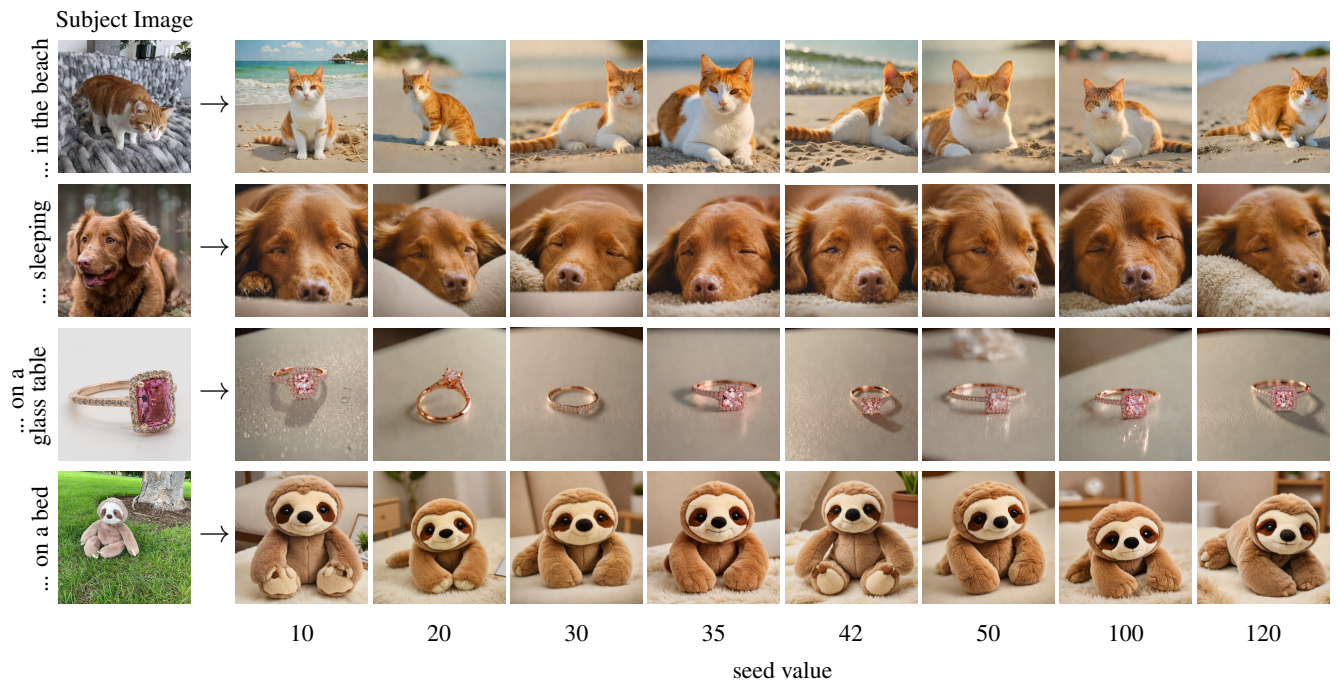 Subject Image
... in the beach
... sleeping
... on a
glass table
... on a bed
10 20 30 35 42 50 100 120
seed value